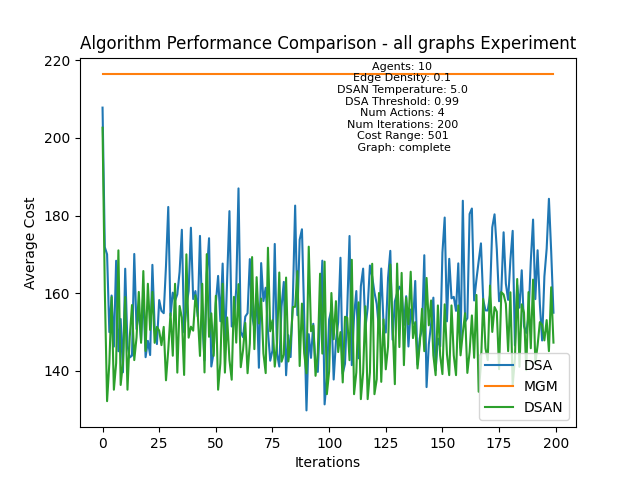 Algorithm Performance Comparison - all graphs Experiment
220
200
180
160
140
Average Cost
Agents: 10
Edge Density: 0.1
DSAN Temperature: 5.0
DSA Threshold: 0.99
Num Actions: 4
Num Iterations: 200
Cost Range: 501
Graph: complete
DSA
MGM
DSAN
0
25
50
75
100
125
150
175
200
Iterations